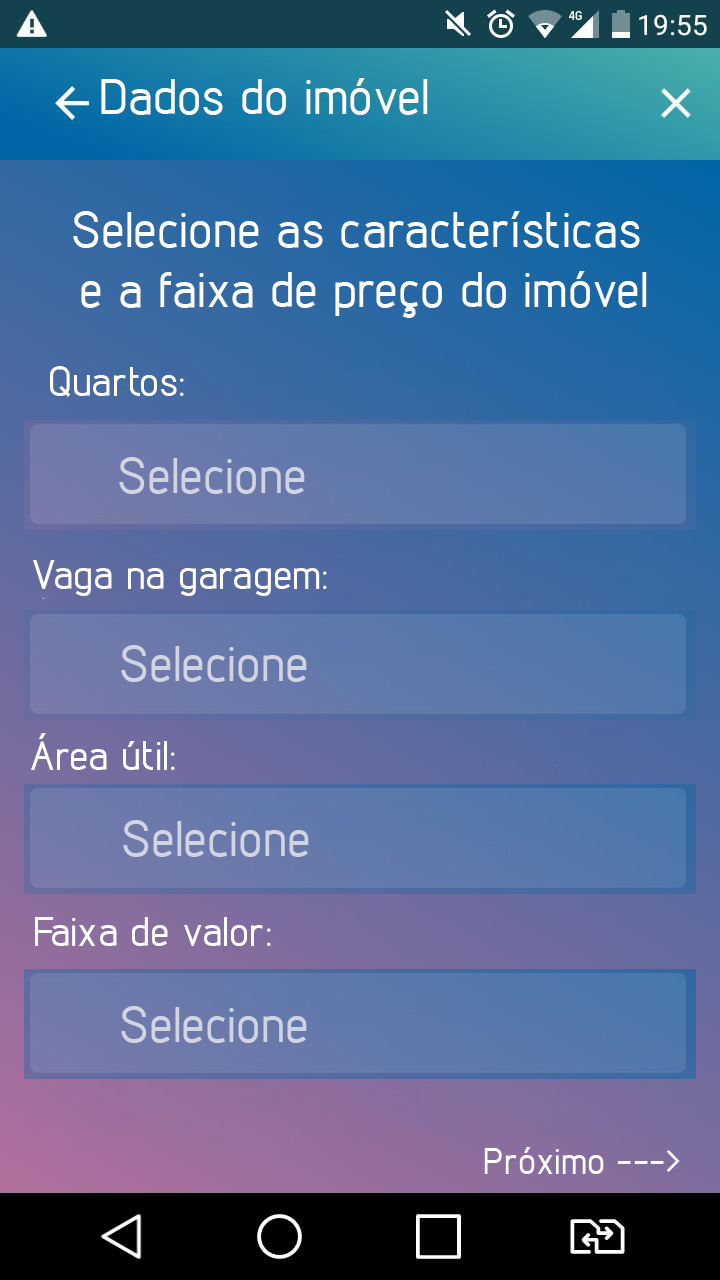 4G 19:55
Dados do imóvel
Selecione as características
e a faixa de preço do imóvel
Quartos:
Selecione
Vaga na garagem:
Selecione
Área útil:
Selecione
Faixa de valor:
Selecione
Próximo --->